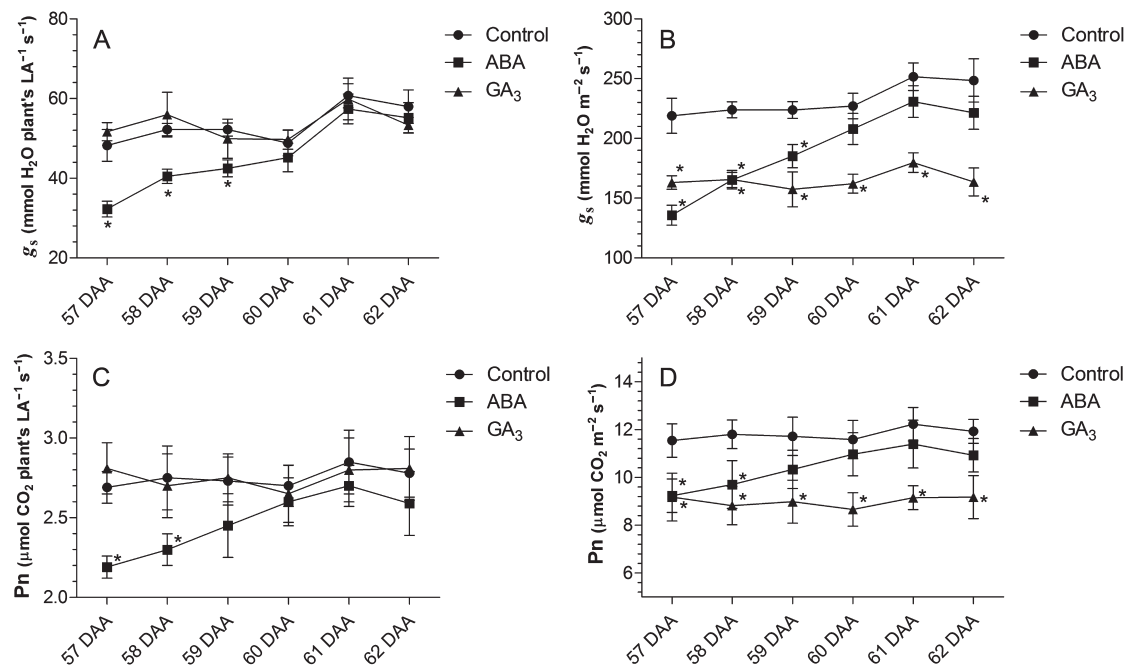 A
Control
ABA
GA₃
gₛ (mmol H₂O plant's LA⁻¹ s⁻¹)
80
60
40
20
*
*
*
57 DAA
58 DAA
59 DAA
60 DAA
61 DAA
62 DAA
B
Control
ABA
GA₃
gₛ (mmol H₂O m⁻² s⁻¹)
300
250
200
150
100
*
*
*
*
*
*
*
*
*
57 DAA
58 DAA
59 DAA
60 DAA
61 DAA
62 DAA
C
Control
ABA
GA₃
Pn (μmol CO₂ plant's LA⁻¹ s⁻¹)
3.5
3.0
2.5
2.0
*
*
57 DAA
58 DAA
59 DAA
60 DAA
61 DAA
62 DAA
D
Control
ABA
GA₃
Pn (μmol CO₂ m⁻² s⁻¹)
14
12
10
8
6
*
*
*
*
*
*
*
*
57 DAA
58 DAA
59 DAA
60 DAA
61 DAA
62 DAA